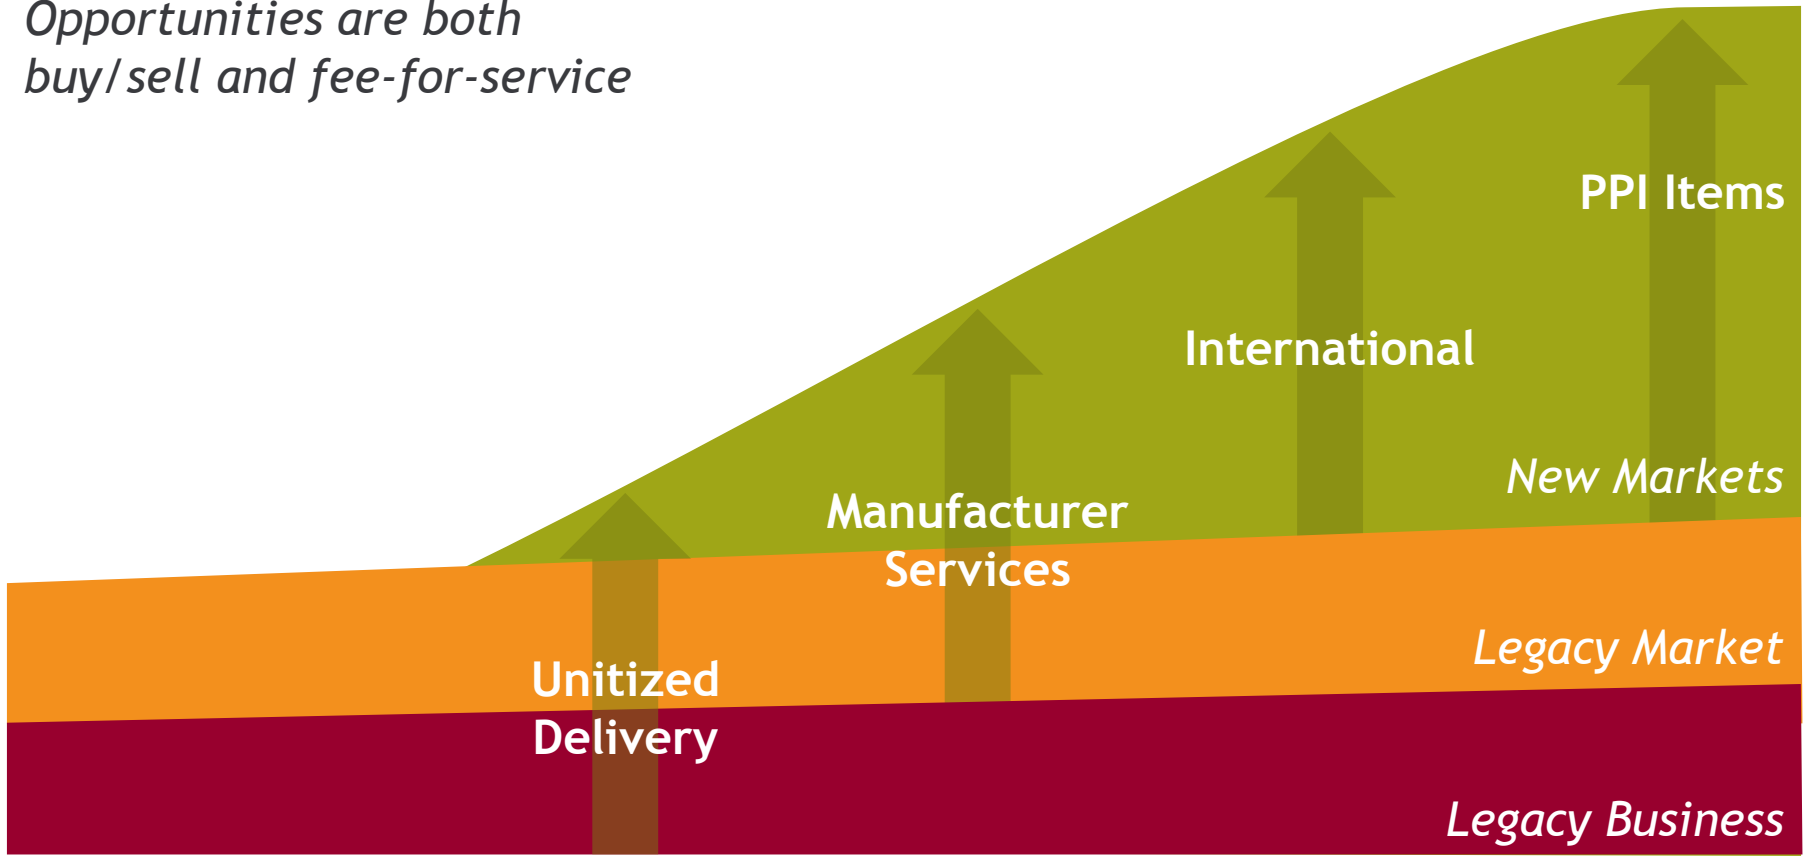 Opportunities are both
buy/sell and fee-for-service
PPI Items
International
New Markets
Manufacturer
Services
Legacy Market
Unitized
Delivery
Legacy Business